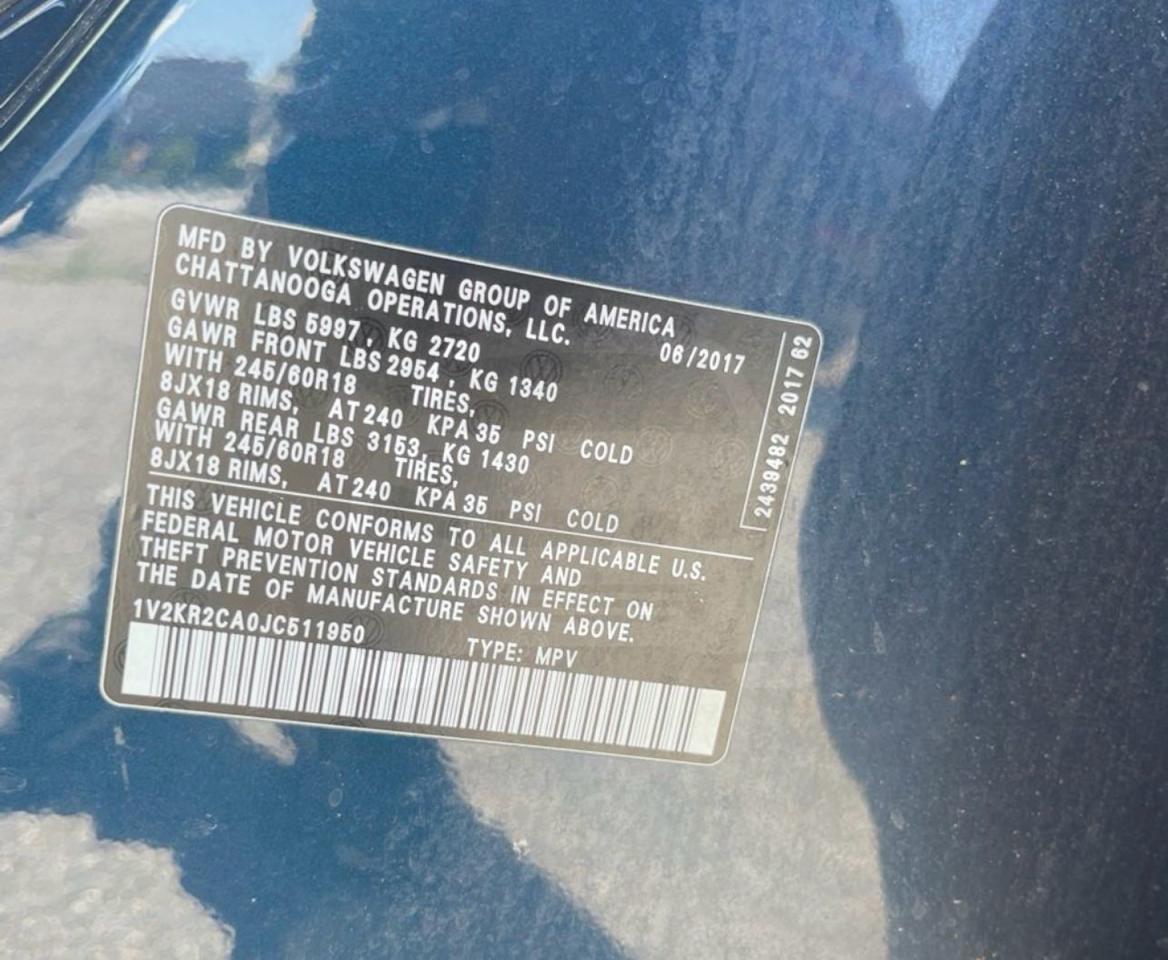 MFD BY VOLKSWAGEN GROUP OF AMERICA
CHATTANOOGA OPERATIONS, LLC.
06/2017
GVWR LBS 5997, KG 2720
GAWR FRONT LBS 2954, KG 1340
WITH 245/60R18 TIRES,
8JX18 RIMS, AT 240 KPA 35 PSI COLD
GAWR REAR LBS 3153, KG 1430
WITH 245/60R18 TIRES,
8JX18 RIMS, AT 240 KPA 35 PSI COLD
THIS VEHICLE CONFORMS TO ALL APPLICABLE U.S.
FEDERAL MOTOR VEHICLE SAFETY AND
THEFT PREVENTION STANDARDS IN EFFECT ON
THE DATE OF MANUFACTURE SHOWN ABOVE.
1V2KR2CA0JC511950
TYPE: MPV
2439482 2017 62